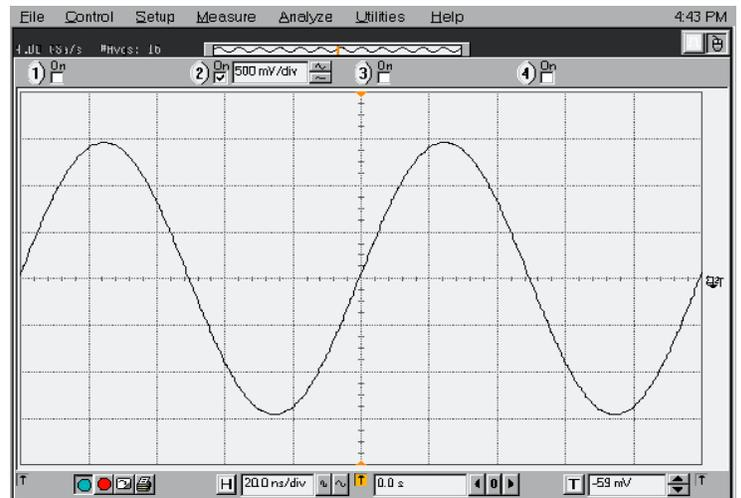 File Control Setup Measure Analyze Utilities Help 4:43 PM
1) On 2) On 500 mV/div 3) On 4) On
H 20.0 ns/div 0.0 s 0 T -59 mV